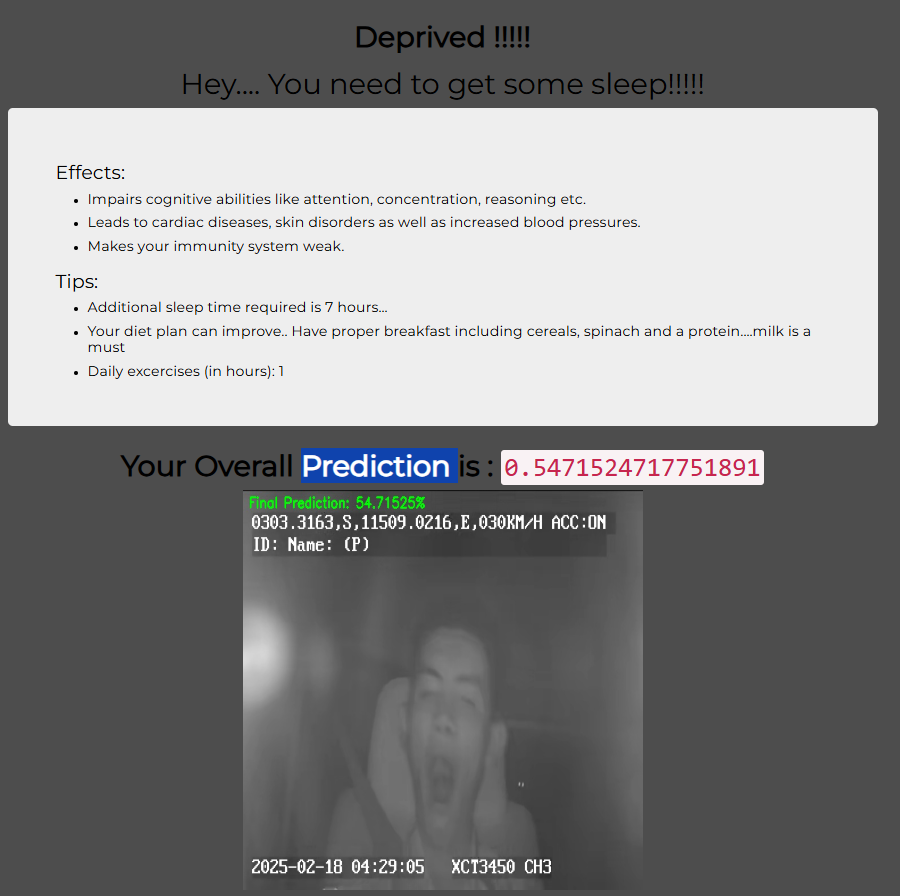 Deprived !!!!!
Hey.... You need to get some sleep!!!!!
Effects:
Impairs cognitive abilities like attention, concentration, reasoning etc.
Leads to cardiac diseases, skin disorders as well as increased blood pressures.
Makes your immunity system weak.
Tips:
Additional sleep time required is 7 hours...
Your diet plan can improve.. Have proper breakfast including cereals, spinach and a protein....milk is a
must
Daily excercises (in hours): 1
Your Overall Prediction is : 0.5471524717751891
Final Prediction: 54.71525%
0303.3163,S,11509.0216,E,030KM/H ACC:ON
ID: Name: (P)
2025-02-18 04:29:05 XCT3450 CH3